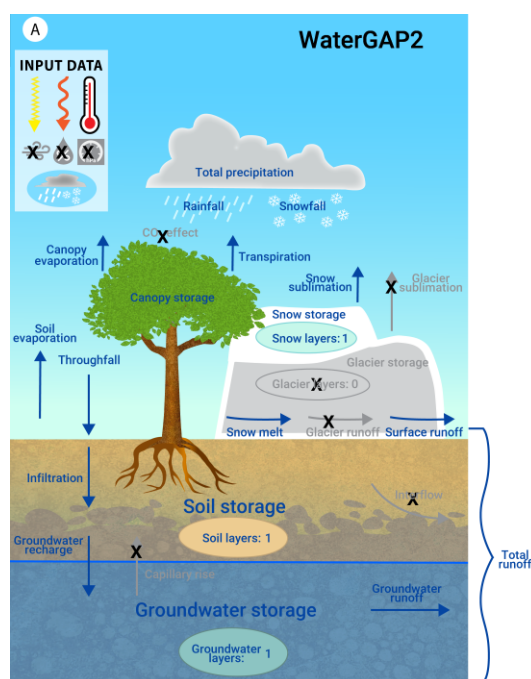 A
WaterGAP2
INPUT DATA
X
X
X
Total precipitation
Rainfall
Snowfall
CO₂ effect
X
Canopy
evaporation
Transpiration
Snow
sublimation
Glacier
sublimation
X
Canopy storage
Snow storage
Snow layers: 1
Soil
evaporation
Throughfall
Glacier storage
Glacier layers: 0
X
Snow melt
Glacier runoff
X
Surface runoff
Infiltration
Interflow
X
Soil storage
Soil layers: 1
Groundwater
recharge
X
Capillary rise
Total
runoff
Groundwater
runoff
Groundwater storage
Groundwater
layers: 1